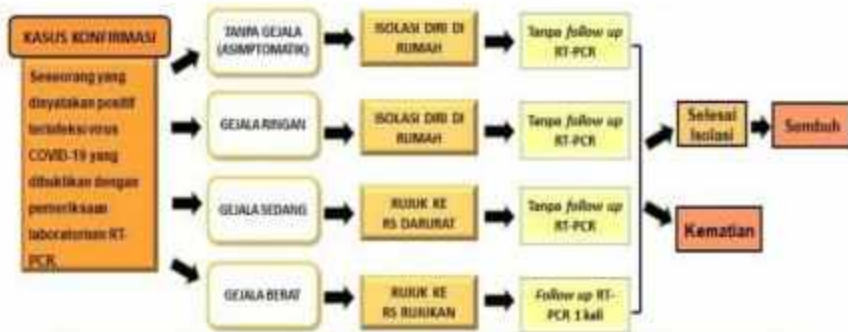 KASUS KONFIRMASI
Seseorang yang
dinyatakan positif
terinfeksi virus
COVID-19 yang
dibuktikan dengan
pemeriksaan
laboratorium RT-
PCR.
TANPA GEJALA
(ASIMPTOMATIK)
ISOLASI DIRI DI
RUMAH
Tanpa follow up
RT-PCR
GEJALA RINGAN
ISOLASI DIRI DI
RUMAH
Tanpa follow up
RT-PCR
GEJALA SEDANG
RUJUK KE
RS DARURAT
Tanpa follow up
RT-PCR
GEJALA BERAT
RUJUK KE
RS RUJUKAN
Follow up RT-
PCR 1 kali
Selesai
Isolasi
Sembuh
Kematian